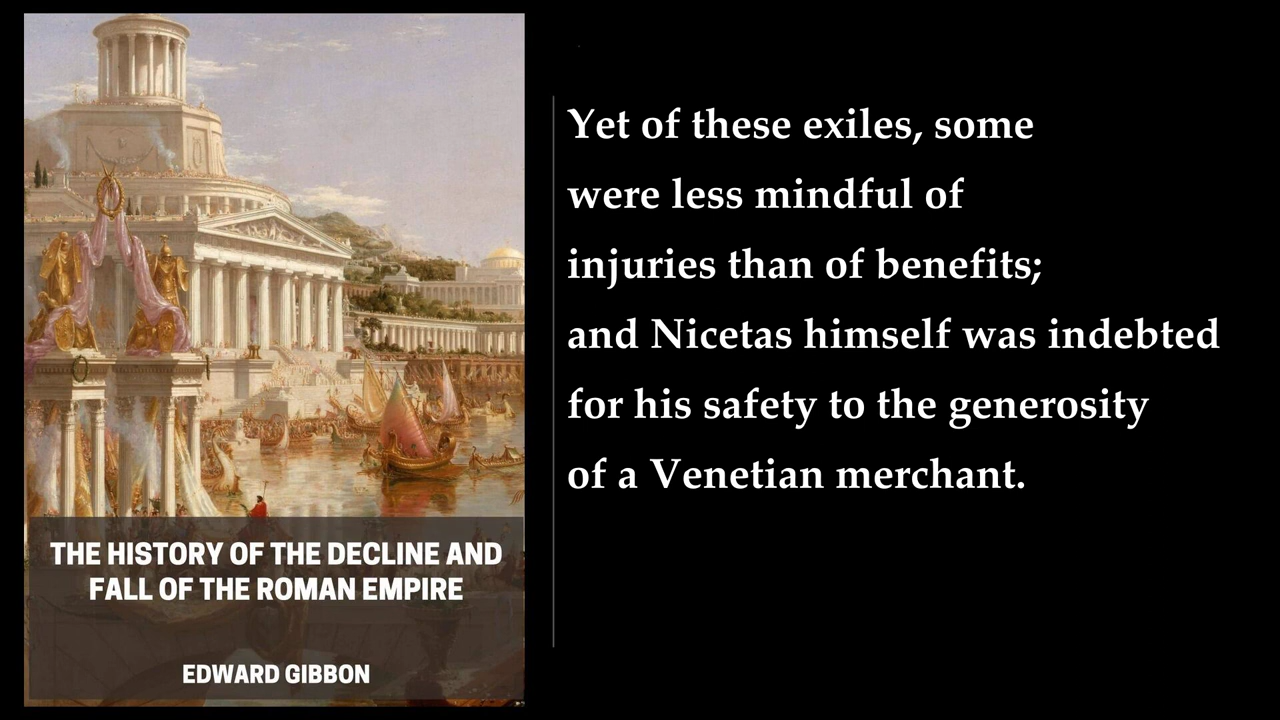 THE HISTORY OF THE DECLINE AND
FALL OF THE ROMAN EMPIRE
EDWARD GIBBON
Yet of these exiles, some
were less mindful of
injuries than of benefits;
and Nicetas himself was indebted
for his safety to the generosity
of a Venetian merchant.